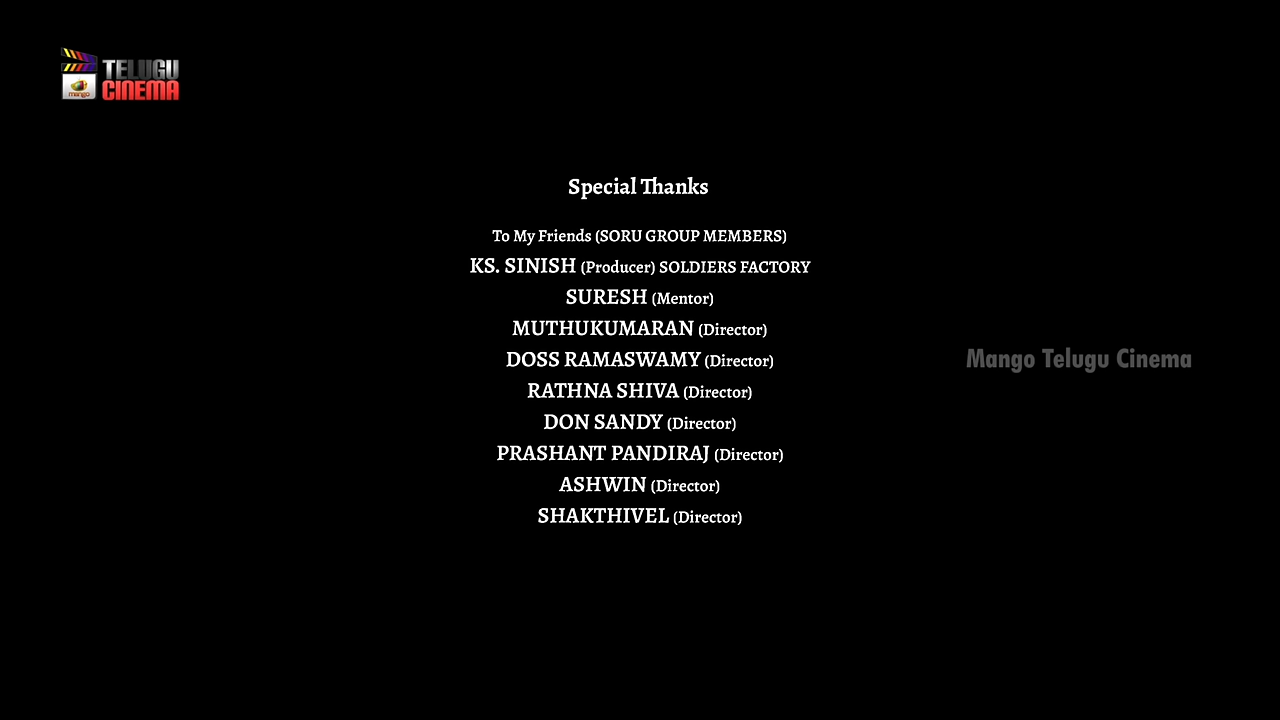 TELUGU
CINEMA
mango
Special Thanks
To My Friends (SORU GROUP MEMBERS)
KS. SINISH (Producer) SOLDIERS FACTORY
SURESH (Mentor)
MUTHUKUMARAN (Director)
DOSS RAMASWAMY (Director)
Mango Telugu Cinema
RATHNA SHIVA (Director)
DON SANDY (Director)
PRASHANT PANDIRAJ (Director)
ASHWIN (Director)
SHAKTHIVEL (Director)